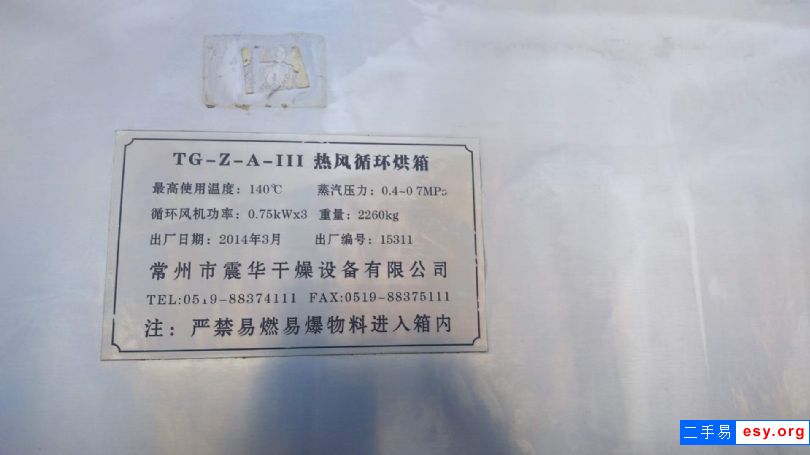 TG-Z-A-III 热风循环烘箱
最高使用温度：140℃ 蒸汽压力：0.4~0.7MPa
循环风机功率：0.75kWx3 重量：2260kg
出厂日期：2014年3月 出厂编号：15311
常州市震华干燥设备有限公司
TEL:0519-88374111 FAX:0519-88375111
注：严禁易燃易爆物料进入箱内
二手易 esy.org